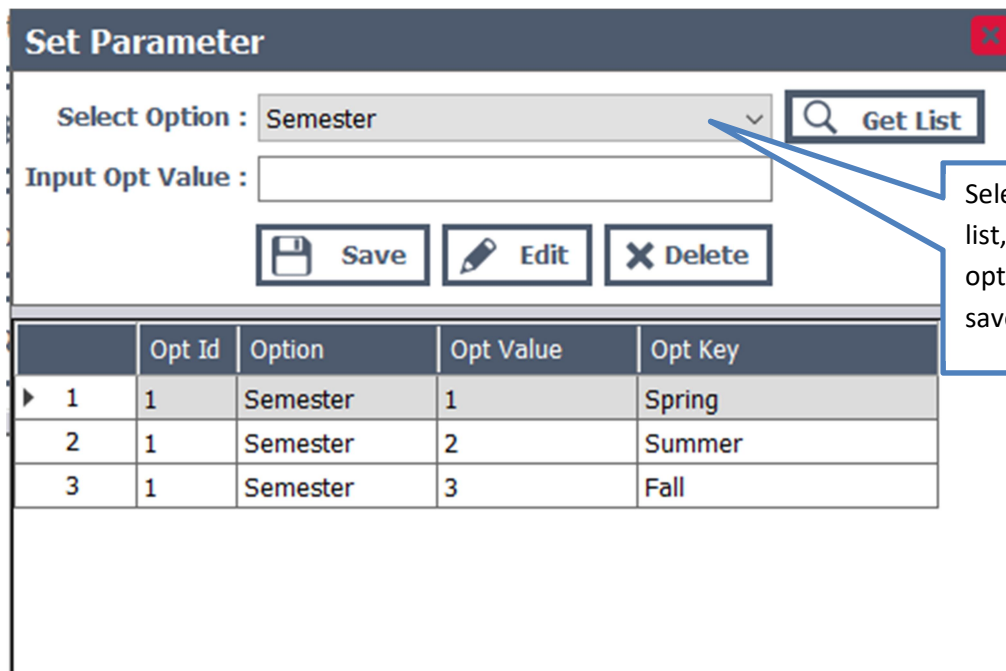 Set Parameter
Select Option : Semester Get List
Input Opt Value :
Save Edit Delete
list,
Opt Id Option Opt Value Opt Key
1 1 Semester 1 Spring
2 1 Semester 2 Summer
3 1 Semester 3 Fall